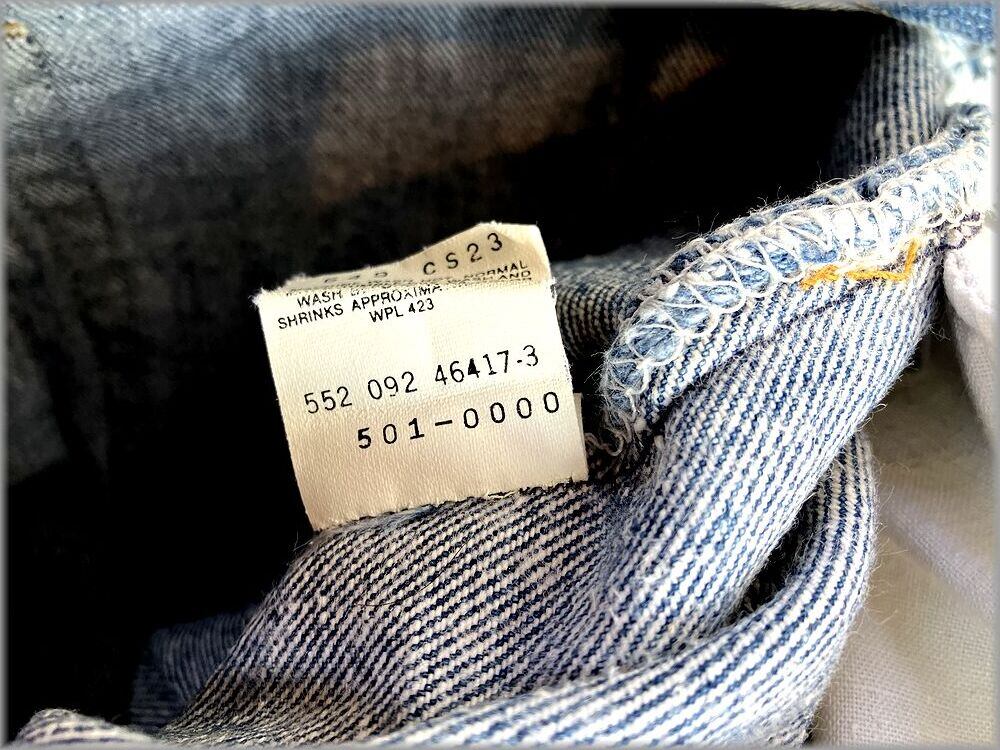 CS23
NORMAL
WASH
SHRINKS APPROXIMA
WPL 423
552 092 46417-3
501-0000